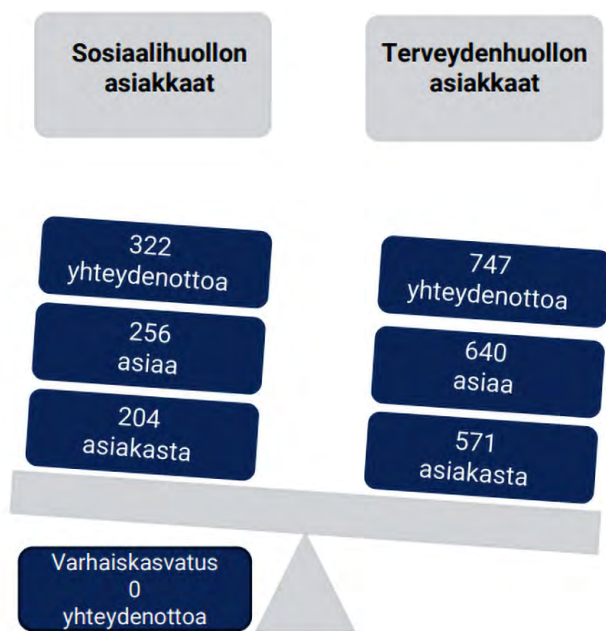 Sosiaalihuollon
asiakkaat
Terveydenhuollon
asiakkaat
322
yhteydenottoa
256
asiaa
204
asiakasta
747
yhteydenottoa
640
asiaa
571
asiakasta
Varhaiskasvatus
0
yhteydenottoa